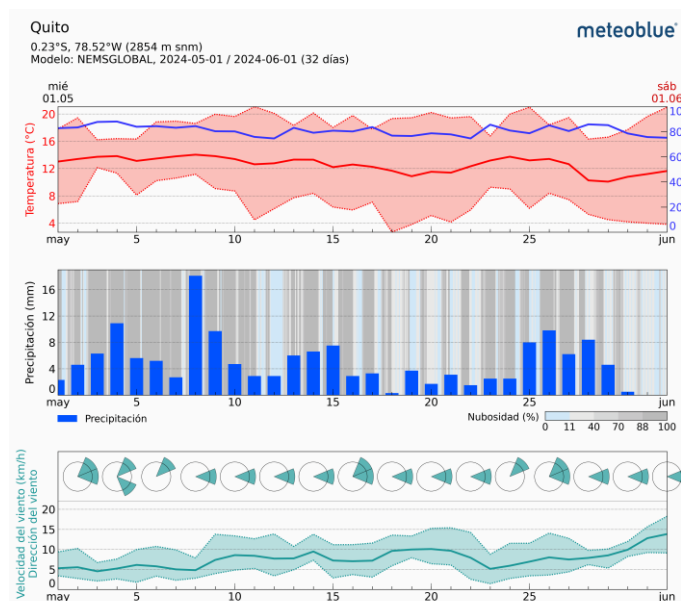 Quito
0.23°S, 78.52°W (2854 m snm)
Modelo: NEMSGLOBAL, 2024-05-01 / 2024-06-01 (32 días)
meteoblue®
mié
01.05
sáb
01.06
Temperatura (°C)
20
16
12
8
4
100
80
60
40
20
0
may 5 10 15 20 25 30 jun
Precipitación (mm)
16
12
8
4
0
may 5 10 15 20 25 30 jun
Precipitación
Nubosidad (%)
0 11 40 70 88 100
Velocidad del viento (km/h)
Dirección del viento
20
15
10
5
0
may 5 10 15 20 25 30 jun